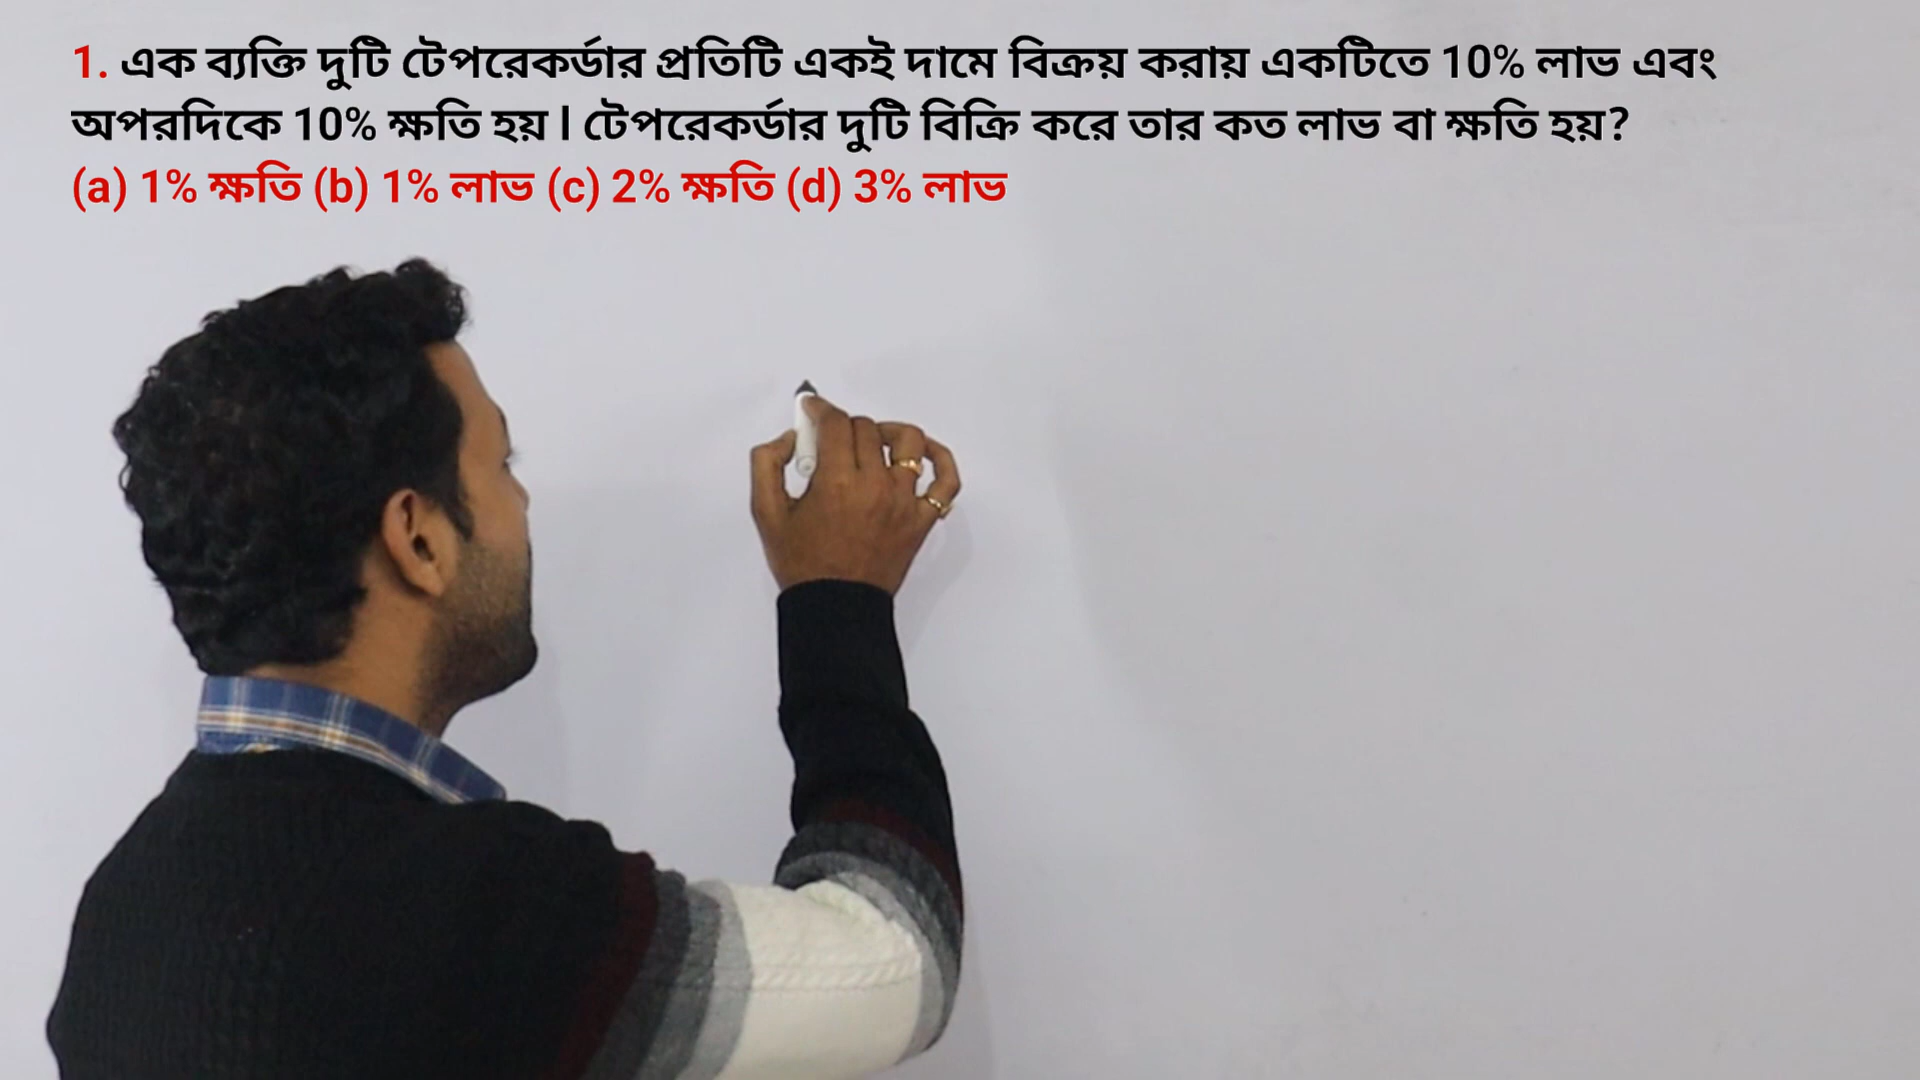 1. এক ব্যক্তি দুটি টেপরেকর্ডার প্রতিটি একই দামে বিক্রয় করায় একটিতে 10% লাভ এবং
অপরদিকে 10% ক্ষতি হয় l টেপরেকর্ডার দুটি বিক্রি করে তার কত লাভ বা ক্ষতি হয়?
(a) 1% ক্ষতি (b) 1% লাভ (c) 2% ক্ষতি (d) 3% লাভ